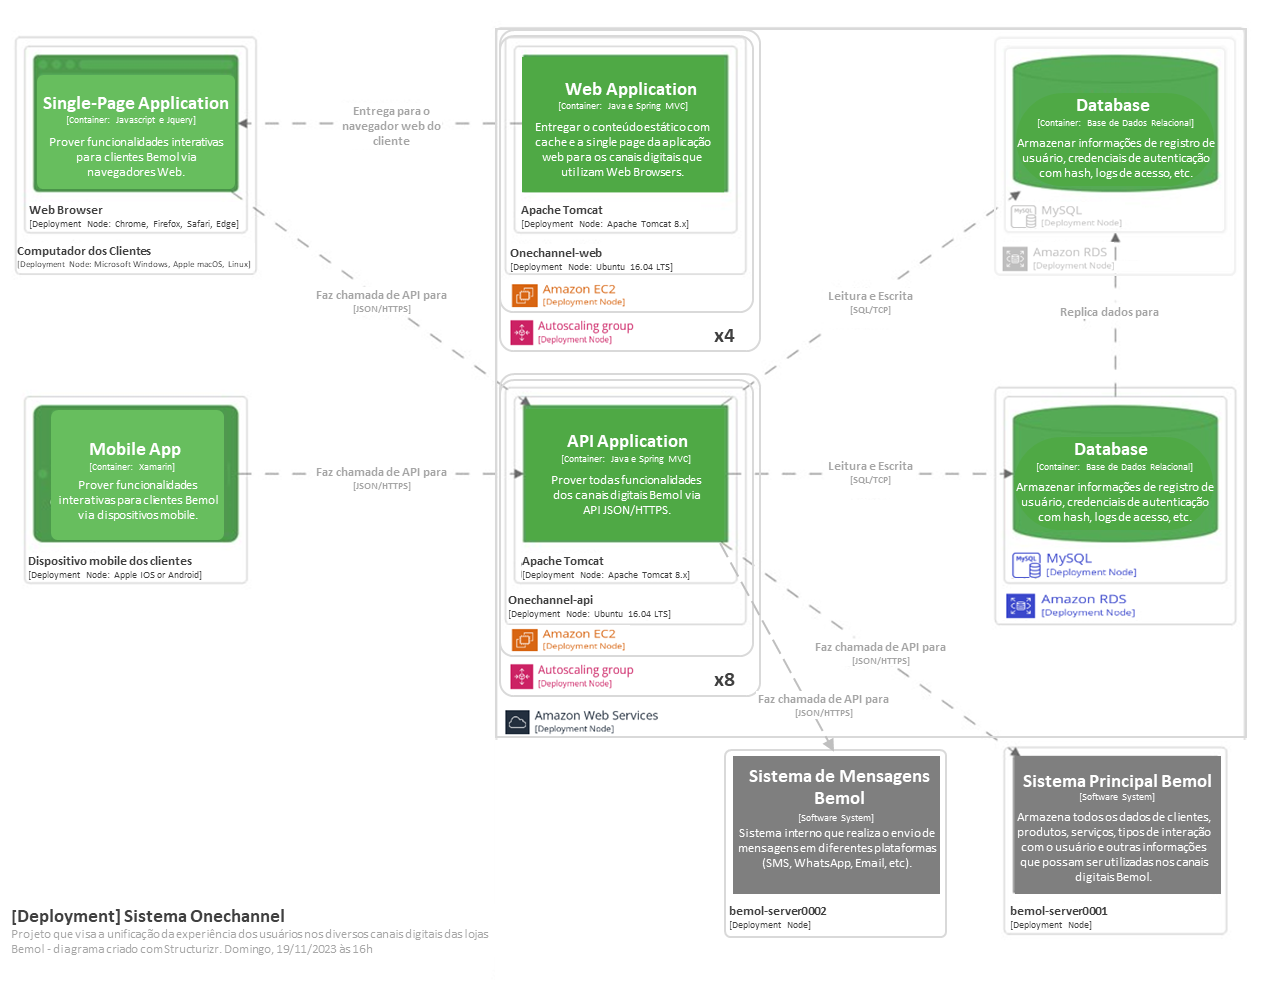 Single-Page Application
[Container: Javascript e Jquery]
Prover funcionalidades interativas
para clientes Bemol via
navegadores Web.
Web Browser
[Deployment Node: Chrome, Firefox, Safari, Edge]
Computador dos Clientes
[Deployment Node: Microsoft Windows, Apple macOS, Linux]
Entrega para o
navegador web do
cliente
Web Application
[Container: Java e Spring MVC]
Entregar o conteúdo estático com
cache e a single page da aplicação
web para os canais digitais que
utilizam Web Browsers.
Apache Tomcat
[Deployment Node: Apache Tomcat 8.x]
Onechannel-web
[Deployment Node: Ubuntu 16.04 LTS]
Amazon EC2
[Deployment Node]
Autoscaling group
[Deployment Node]
x4
Database
[Container: Base de Dados Relacional]
Armazenar informações de registro de
usuário, credenciais de autenticação
com hash, logs de acesso, etc.
MySQL
MySQL
[Deployment Node]
Amazon RDS
[Deployment Node]
Faz chamada de API para
[JSON/HTTPS]
Leitura e Escrita
[SQL/TCP]
Replica dados para
Mobile App
[Container: Xamarin]
Prover funcionalidades
interativas para clientes Bemol
via dispositivos mobile.
Dispositivo mobile dos clientes
[Deployment Node: Apple IOS or Android]
Faz chamada de API para
[JSON/HTTPS]
API Application
[Container: Java e Spring MVC]
Prover todas funcionalidades
dos canais digitais Bemol via
API JSON/HTTPS.
Apache Tomcat
[Deployment Node: Apache Tomcat 8.x]
Onechannel-api
[Deployment Node: Ubuntu 16.04 LTS]
Amazon EC2
[Deployment Node]
Autoscaling group
[Deployment Node]
x8
Amazon Web Services
[Deployment Node]
Leitura e Escrita
[SQL/TCP]
Database
[Container: Base de Dados Relacional]
Armazenar informações de registro de
usuário, credenciais de autenticação
com hash, logs de acesso, etc.
MySQL
MySQL
[Deployment Node]
Amazon RDS
[Deployment Node]
Faz chamada de API para
[JSON/HTTPS]
Faz chamada de API para
[JSON/HTTPS]
Sistema de Mensagens
Bemol
[Software System]
Sistema interno que realiza o envio de
mensagens em diferentes plataformas
(SMS, WhatsApp, Email, etc).
bemol-server0002
[Deployment Node]
Sistema Principal Bemol
[Software System]
Armazena todos os dados de clientes,
produtos, serviços, tipos de interação
com o usuário e outras informações
que possam ser utilizadas nos canais
digitais Bemol.
bemol-server0001
[Deployment Node]
[Deployment] Sistema Onechannel
Projeto que visa a unificação da experiência dos usuários nos diversos canais digitais das lojas
Bemol - diagrama criado com Structurizr. Domingo, 19/11/2023 às 16h